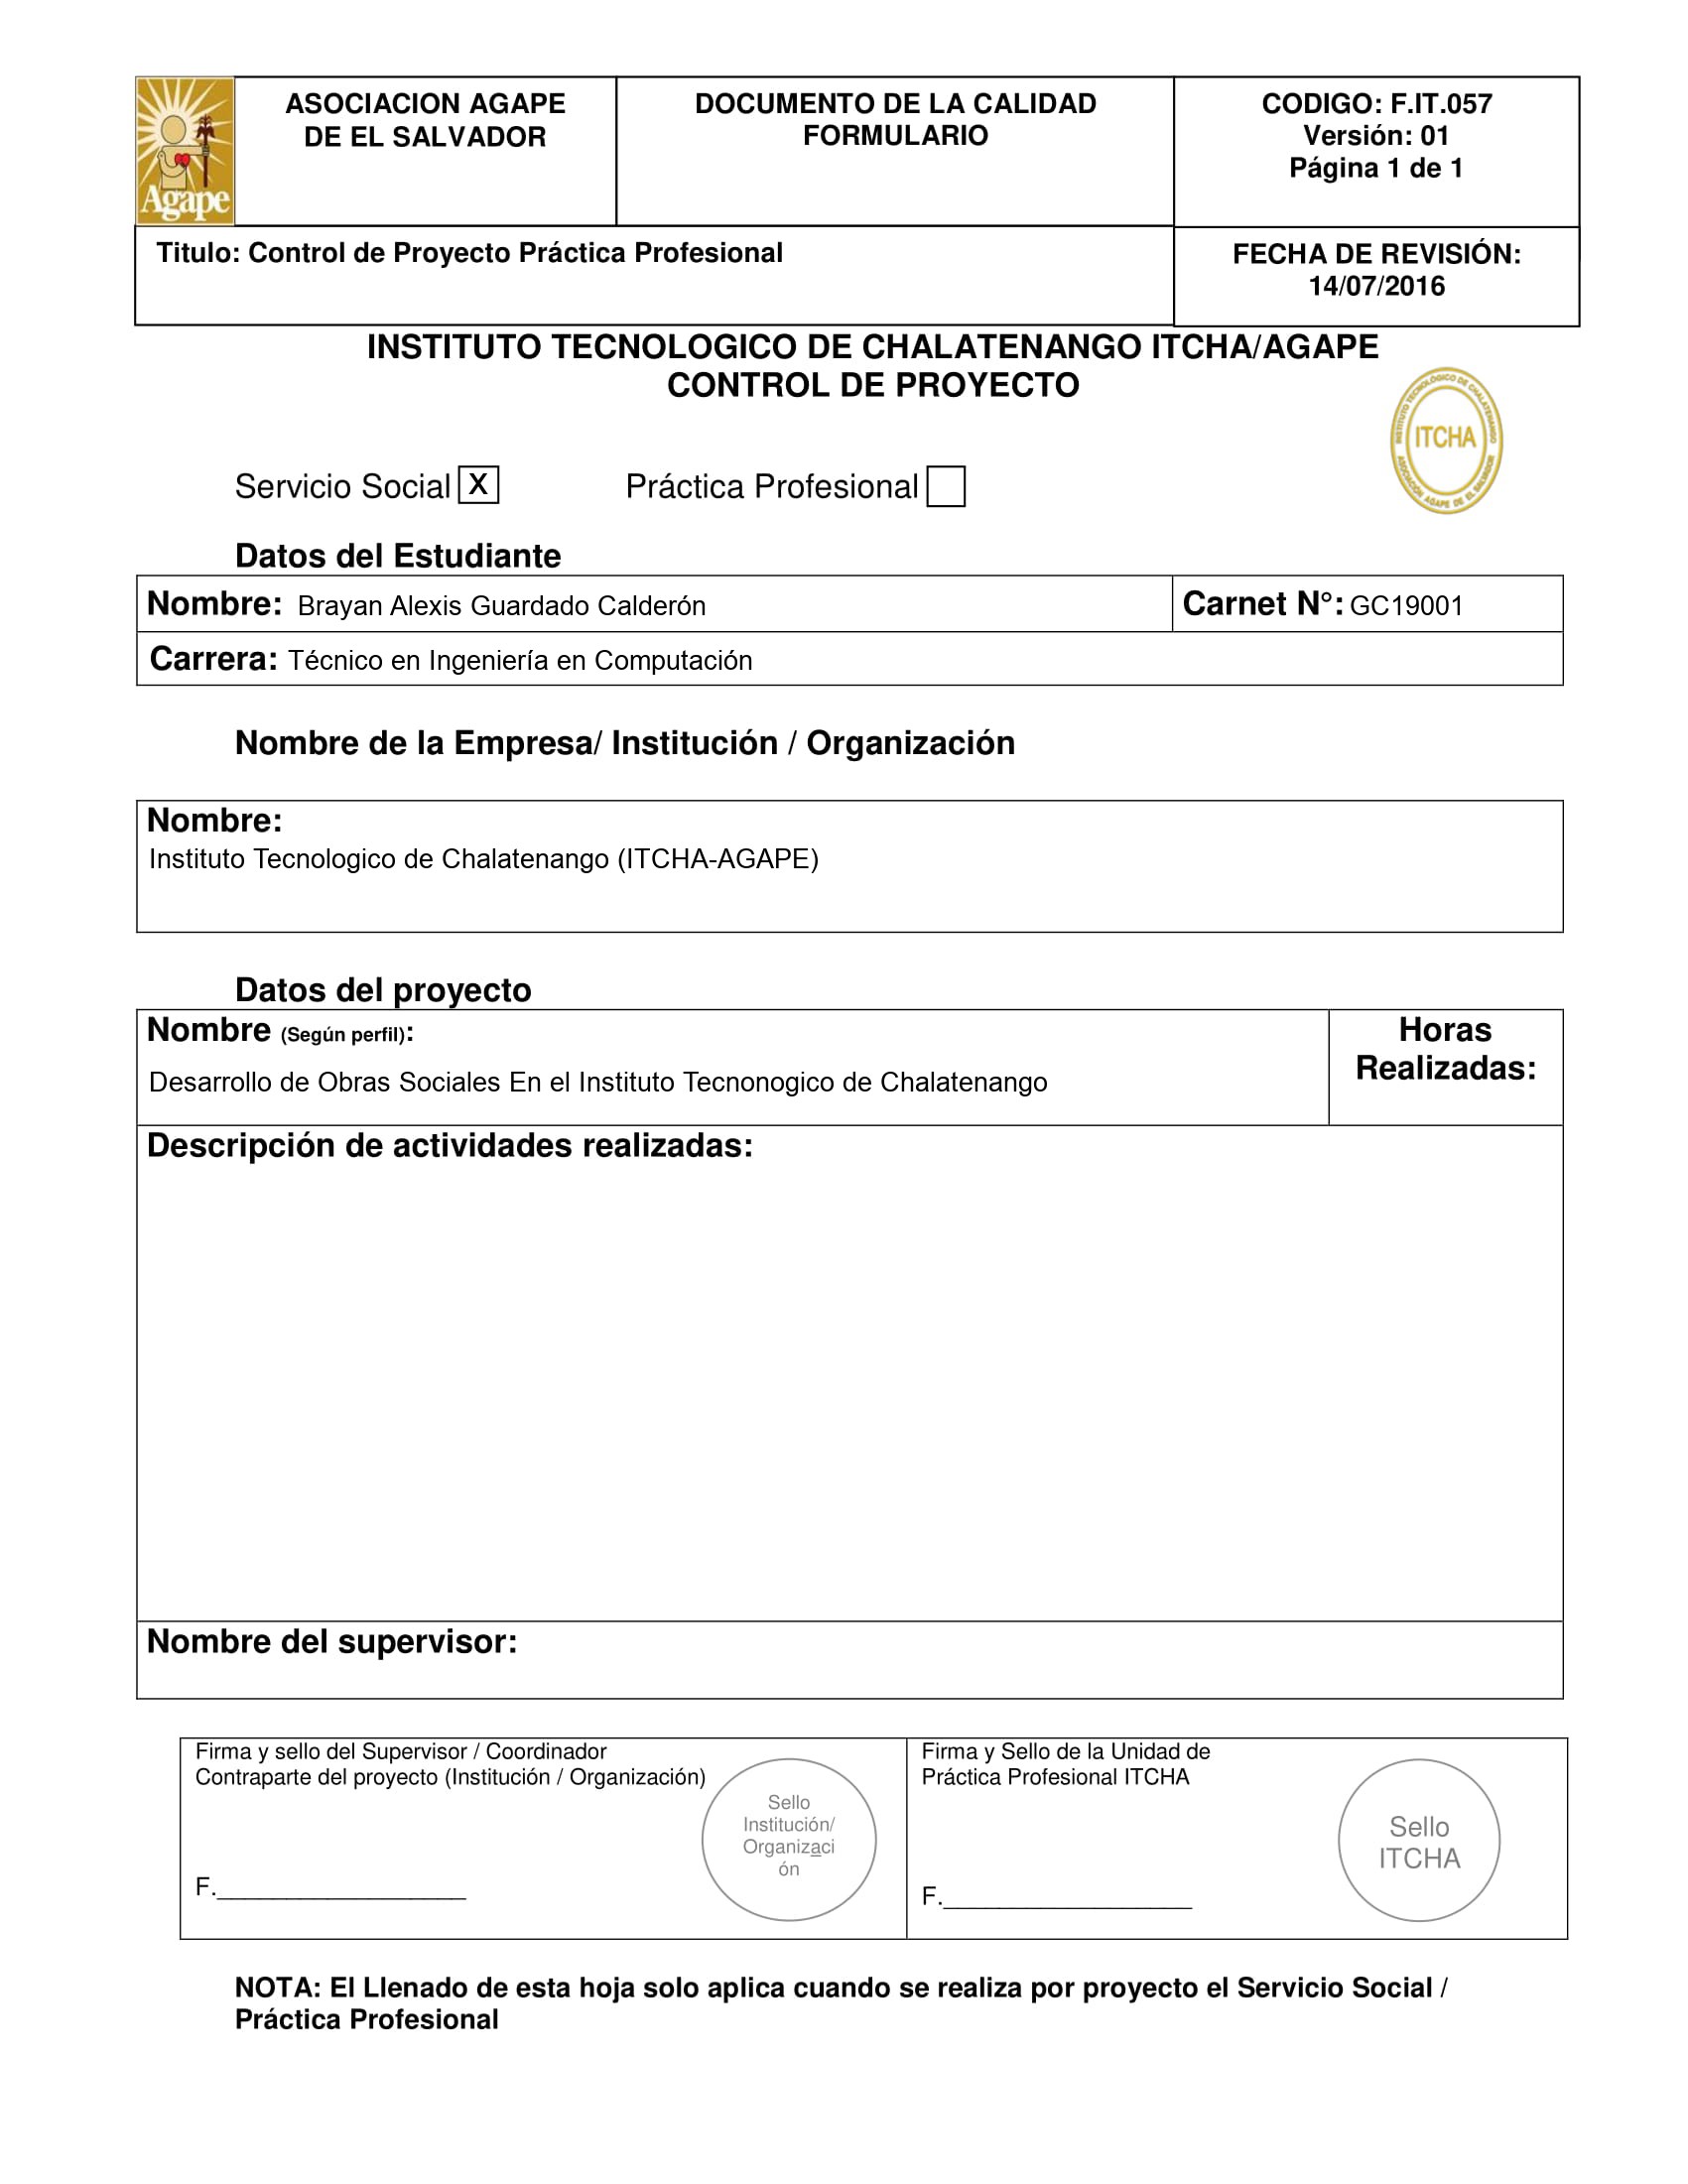 Agape
ASOCIACION AGAPE
DE EL SALVADOR
DOCUMENTO DE LA CALIDAD
FORMULARIO
CODIGO: F.IT.057
Versión: 01
Página 1 de 1
Titulo: Control de Proyecto Práctica Profesional
FECHA DE REVISIÓN:
14/07/2016
INSTITUTO TECNOLOGICO DE CHALATENANGO ITCHA/AGAPE
CONTROL DE PROYECTO
INSTITUTO TECNOLÓGICO DE CHALATENANGO
ITCHA
ASOCIACIÓN AGAPE DE EL SALVADOR
Servicio Social X Práctica Profesional
Datos del Estudiante
Nombre: Brayan Alexis Guardado Calderón Carnet N°: GC19001
Carrera: Técnico en Ingeniería en Computación
Nombre de la Empresa/ Institución / Organización
Nombre:
Instituto Tecnologico de Chalatenango (ITCHA-AGAPE)
Datos del proyecto
Nombre (Según perfil):
Desarrollo de Obras Sociales En el Instituto Tecnonogico de Chalatenango
Horas
Realizadas:
Descripción de actividades realizadas:
Nombre del supervisor:
Firma y sello del Supervisor / Coordinador
Contraparte del proyecto (Institución / Organización)
Sello
Institución/
Organizaci
ón
F.__________________
Firma y Sello de la Unidad de
Práctica Profesional ITCHA
Sello
ITCHA
F.__________________
NOTA: El Llenado de esta hoja solo aplica cuando se realiza por proyecto el Servicio Social /
Práctica Profesional